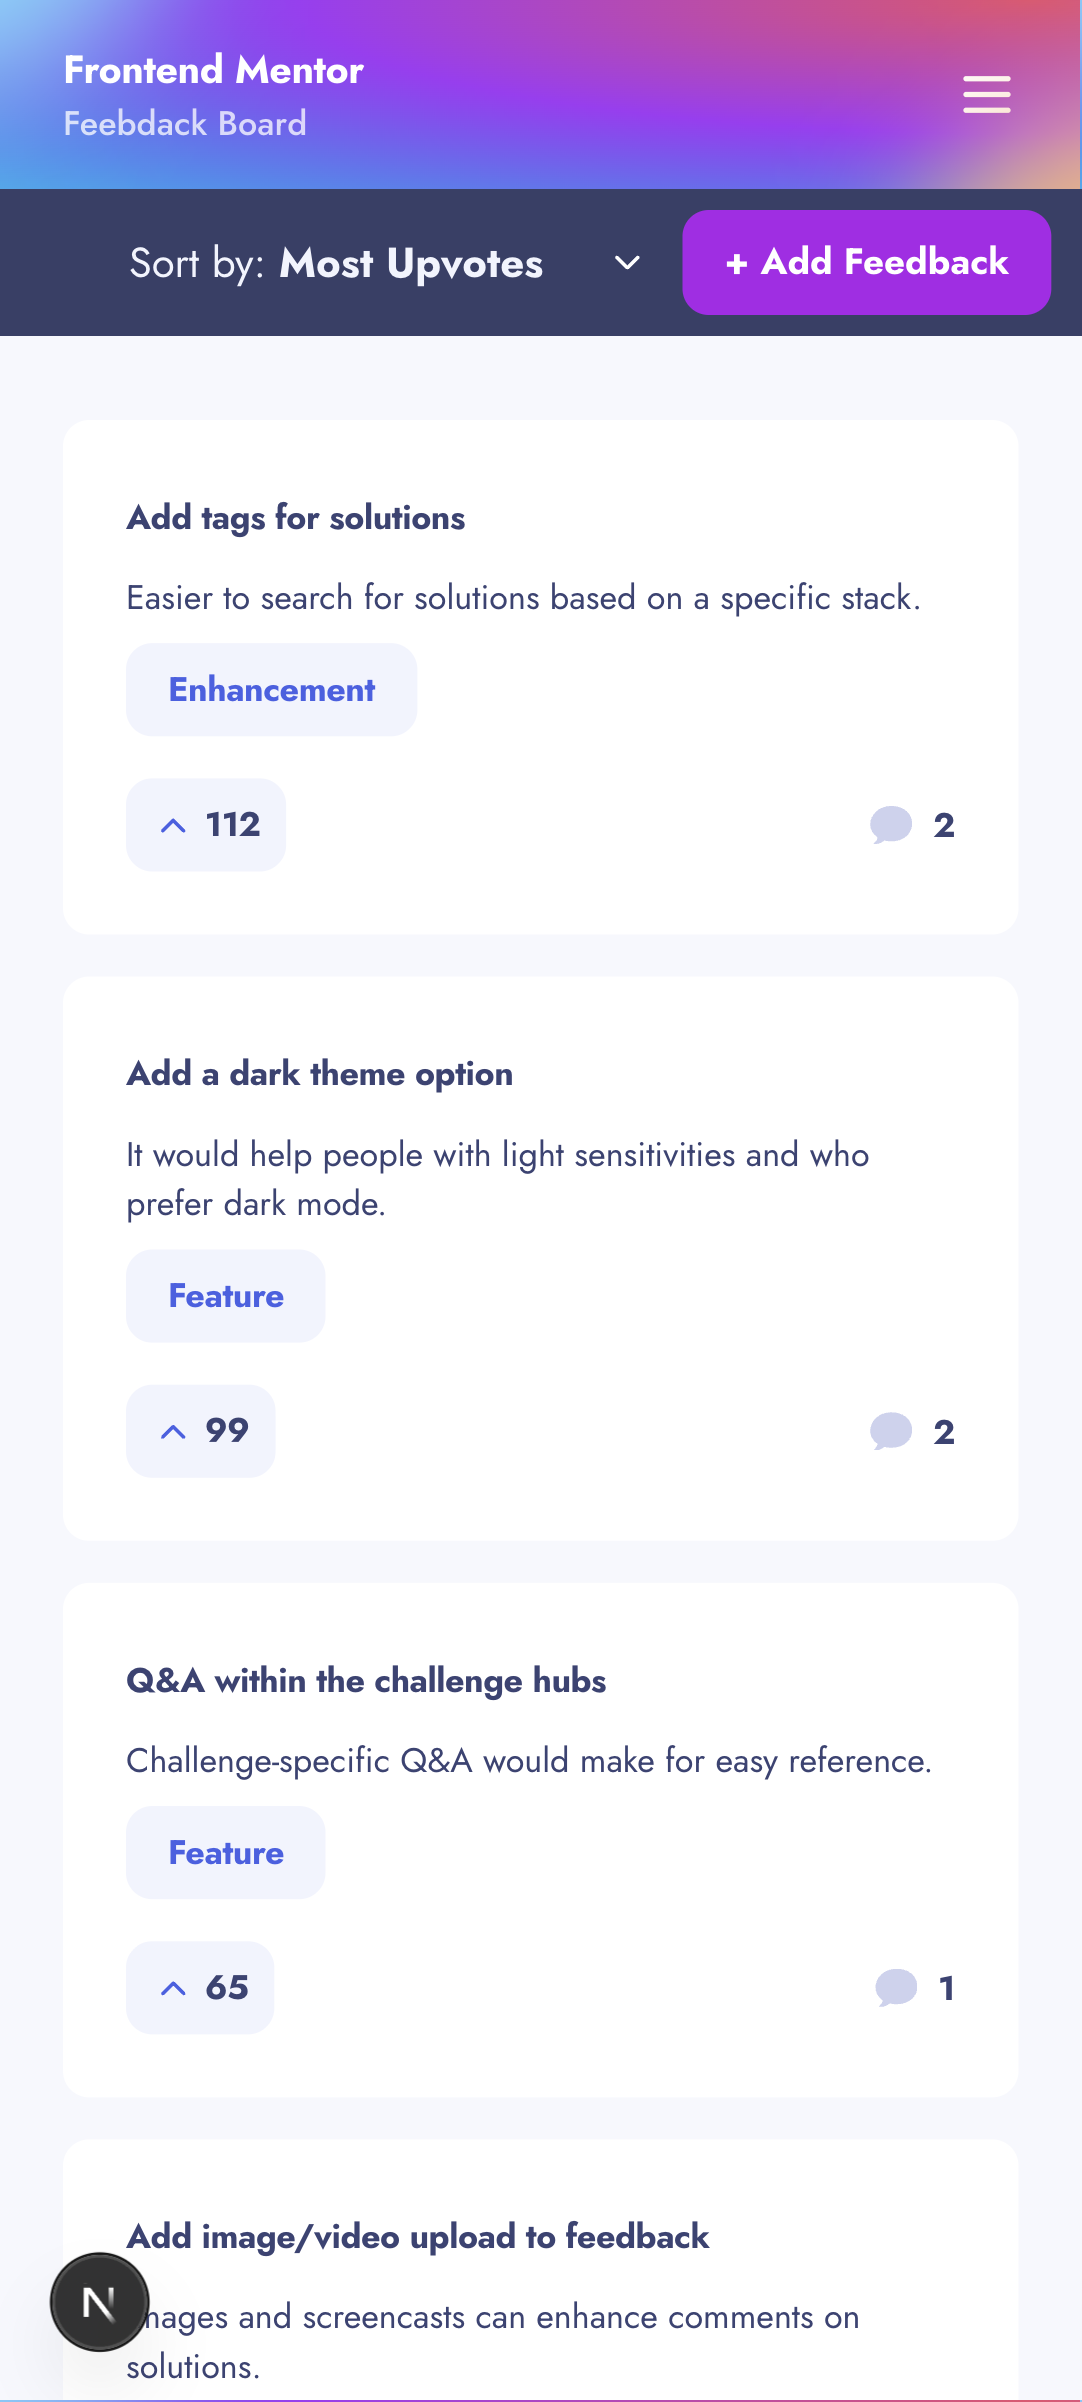 Frontend Mentor
Feebdack Board
Sort by: Most Upvotes
+ Add Feedback
Add tags for solutions
Easier to search for solutions based on a specific stack.
Enhancement
112
2
Add a dark theme option
It would help people with light sensitivities and who
prefer dark mode.
Feature
99
2
Q&A within the challenge hubs
Challenge-specific Q&A would make for easy reference.
Feature
65
1
Add image/video upload to feedback
N
and screencasts can enhance comments on
solutions.